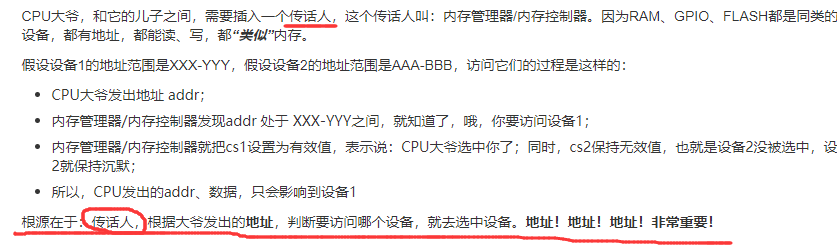 CPU大爷，和它的儿子之间，需要插入一个传话人，这个传话人叫：内存管理器/内存控制器。因为RAM、GPIO、FLASH都是同类的
设备，都有地址，都能读、写，都“类似”内存。
假设设备1的地址范围是XXX-YYY，假设设备2的地址范围是AAA-BBB，访问它们的过程是这样的：
• CPU大爷发出地址 addr；
• 内存管理器/内存控制器发现addr 处于 XXX-YYY之间，就知道了，哦，你要访问设备1；
• 内存管理器/内存控制器就把cs1设置为有效值，表示说：CPU大爷选中你了；同时，cs2保持无效值，也就是设备2没被选中，设
2就保持沉默；
• 所以，CPU发出的addr、数据，只会影响到设备1
根源在于：传话人，根据大爷发出的地址，判断要访问哪个设备，就去选中设备。地址！地址！地址！非常重要！